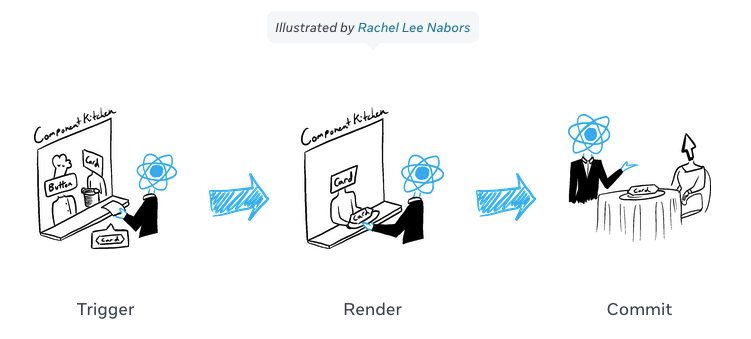 Illustrated by Rachel Lee Nabors
Component Kitchen
Button
Card
Card
Component Kitchen
Card
Card
Card
Trigger
Render
Commit